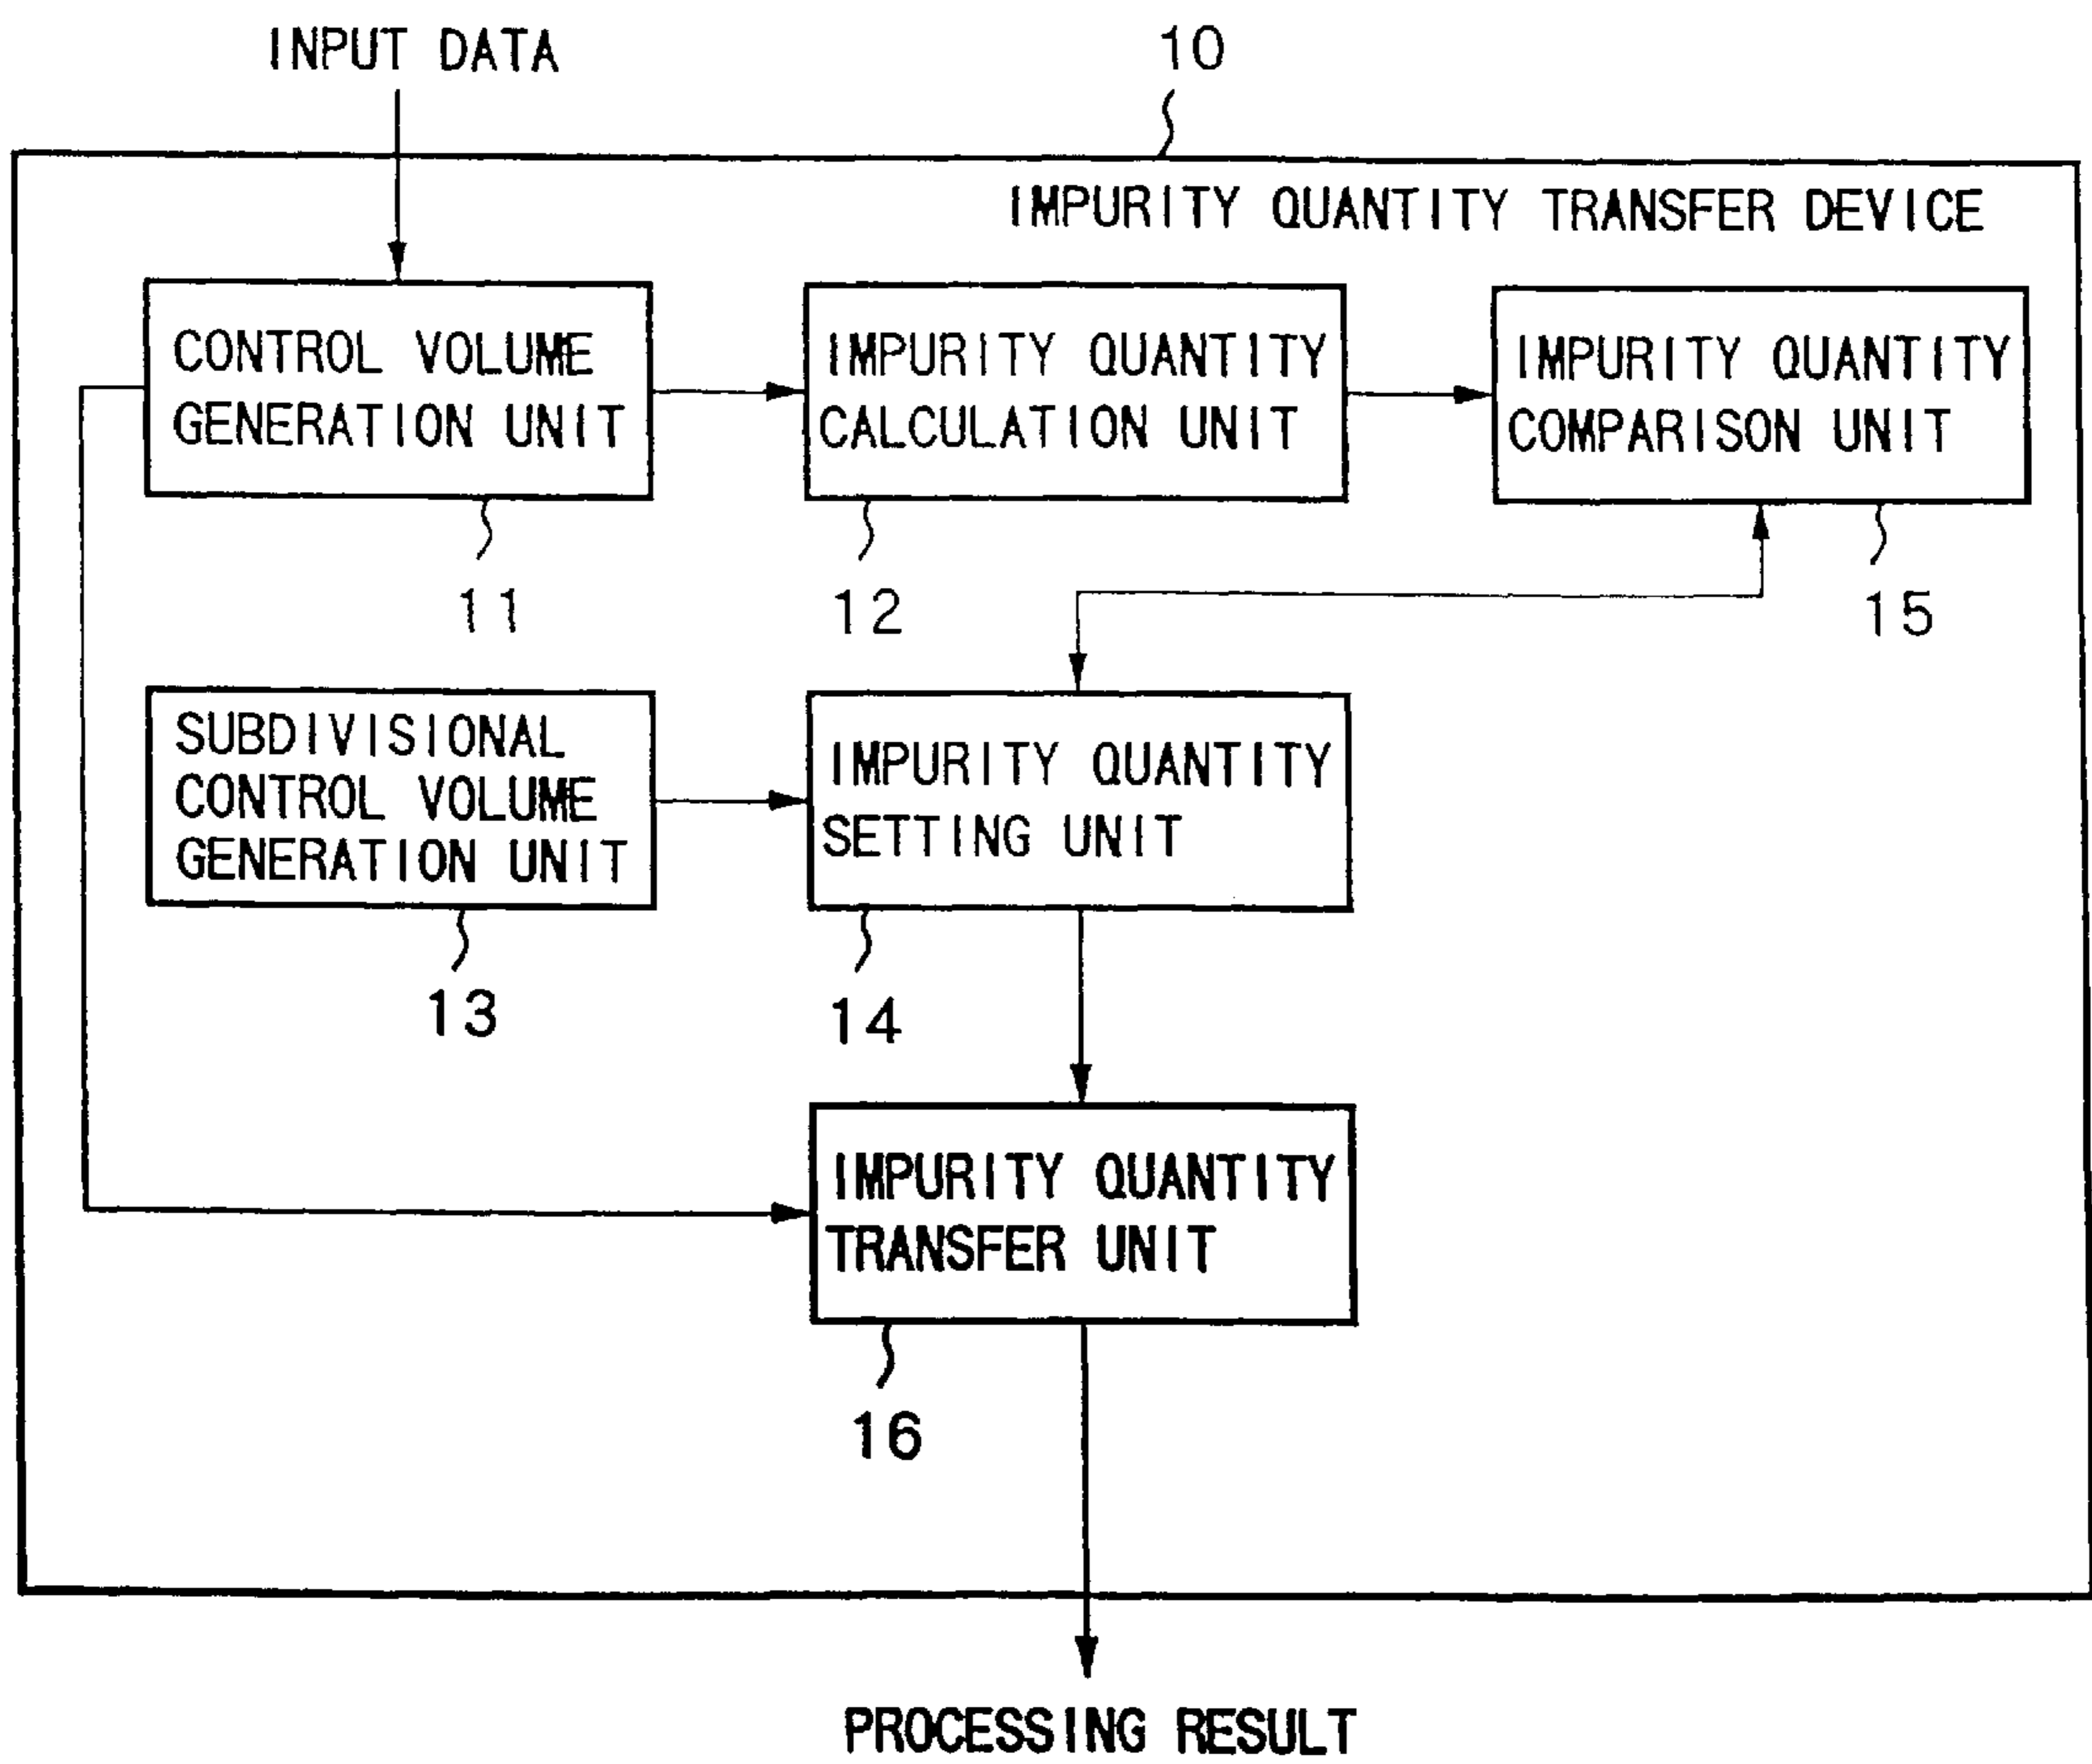 INPUT DATA
10
IMPURITY QUANTITY TRANSFER DEVICE
CONTROL VOLUME
GENERATION UNIT
IMPURITY QUANTITY
CALCULATION UNIT
IMPURITY QUANTITY
COMPARISON UNIT
11
12
15
SUBDIVISIONAL
CONTROL VOLUME
GENERATION UNIT
IMPURITY QUANTITY
SETTING UNIT
13
14
IMPURITY QUANTITY
TRANSFER UNIT
16
PROCESSING RESULT